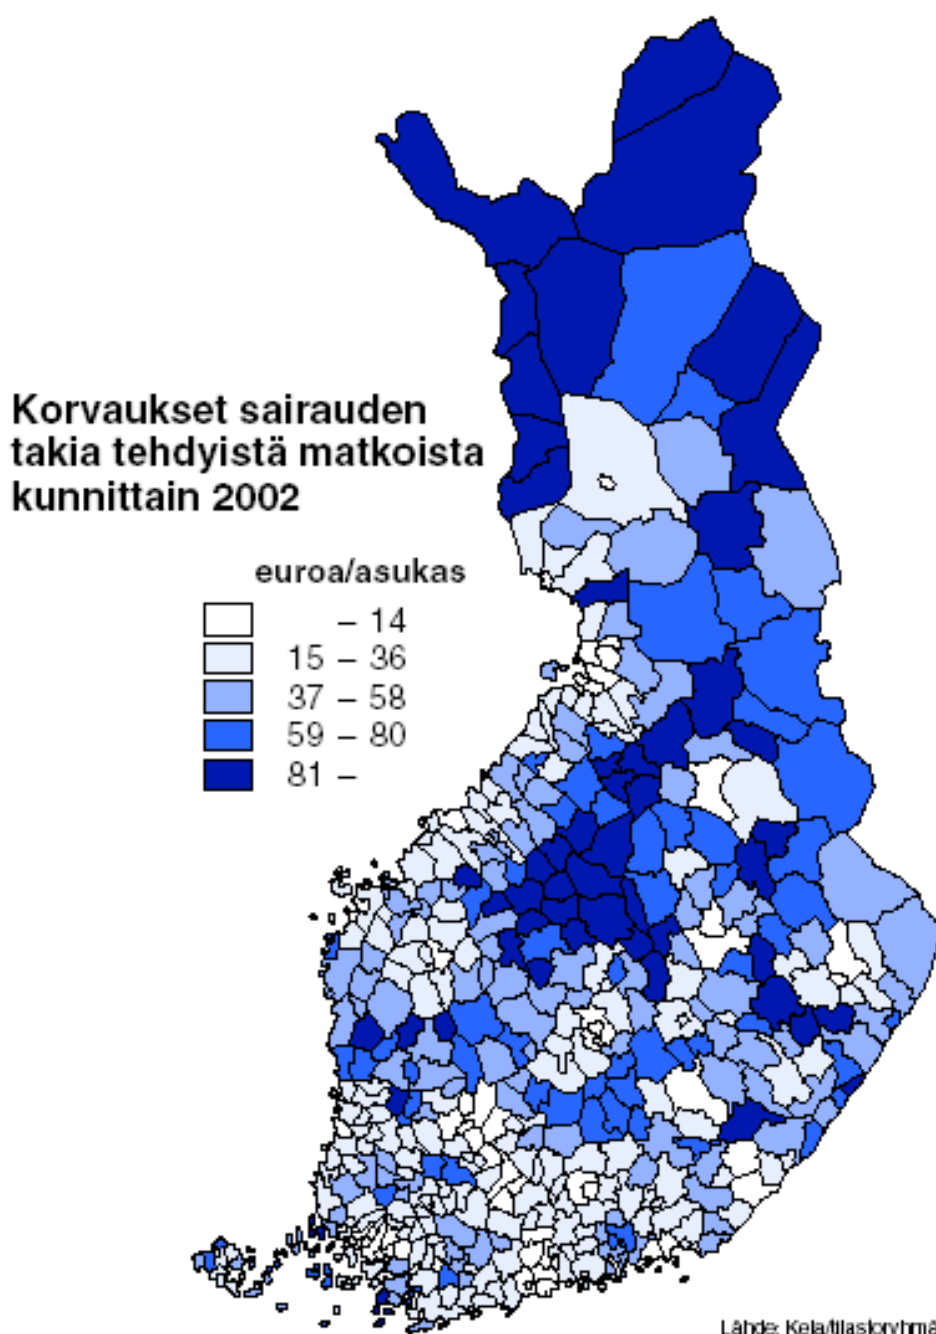 Korvaukset sairauden
takia tehdyistä matkoista
kunnittain 2002
euroa/asukas
– 14
15 – 36
37 – 58
59 – 80
81 –
Lähde: Kela/tilastoryhmä